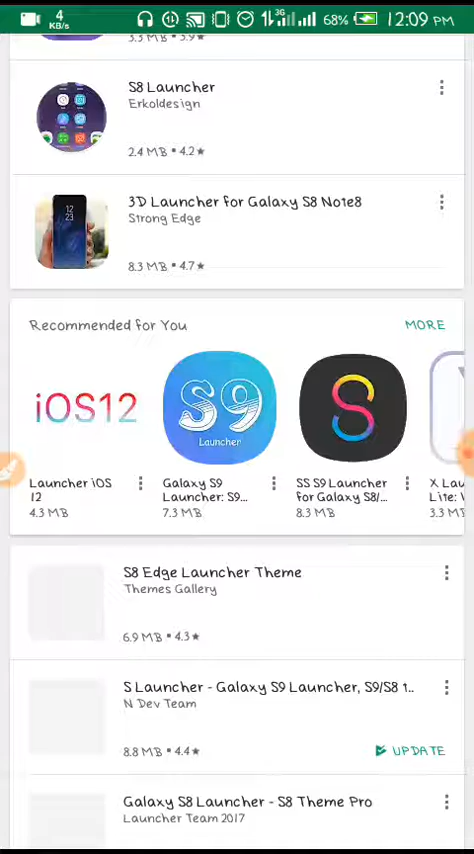 4
KB/s
3G
68%
12:09 PM
3.3 MB • 3.9★
S8 Launcher
Erkoldesign
2.4 MB • 4.2★
12
23
3D Launcher for Galaxy S8 Note8
Strong Edge
8.3 MB • 4.7★
Recommended for You
MORE
iOS12
S9
Launcher
S
Launcher iOS
12
4.3 MB
Galaxy S9
Launcher: S9...
7.3 MB
SS S9 Launcher
for Galaxy S8/...
8.3 MB
X Lau
Lite: 
3.3 M
S8 Edge Launcher Theme
Themes Gallery
6.9 MB • 4.3★
S Launcher - Galaxy S9 Launcher, S9/S8 t..
N Dev Team
8.8 MB • 4.4★
UPDATE
Galaxy S8 Launcher - S8 Theme Pro
Launcher Team 2017